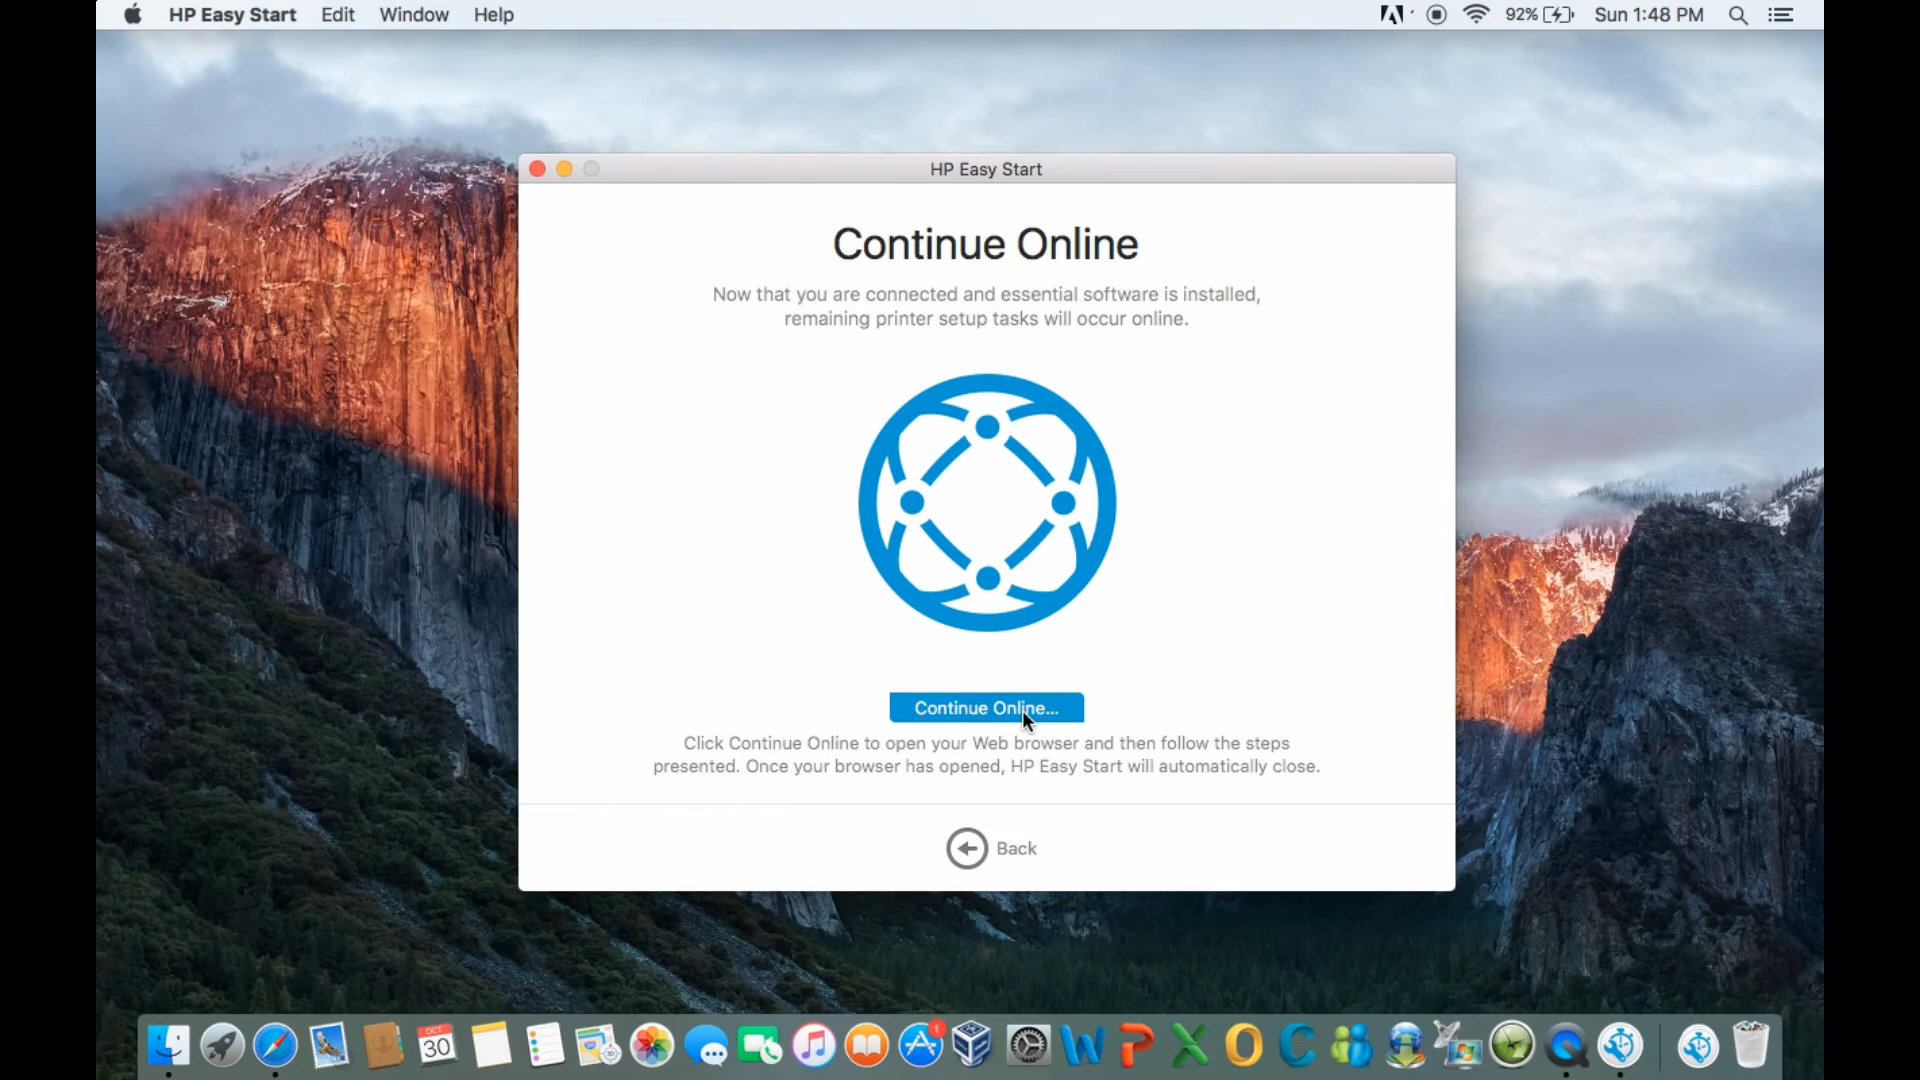 HP Easy Start Edit Window Help 92% Sun 1:48 PM
HP Easy Start
Continue Online
Now that you are connected and essential software is installed,
remaining printer setup tasks will occur online.
Continue Online...
Click Continue Online to open your Web browser and then follow the steps
presented. Once your browser has opened, HP Easy Start will automatically close.
Back
OCT
30
1